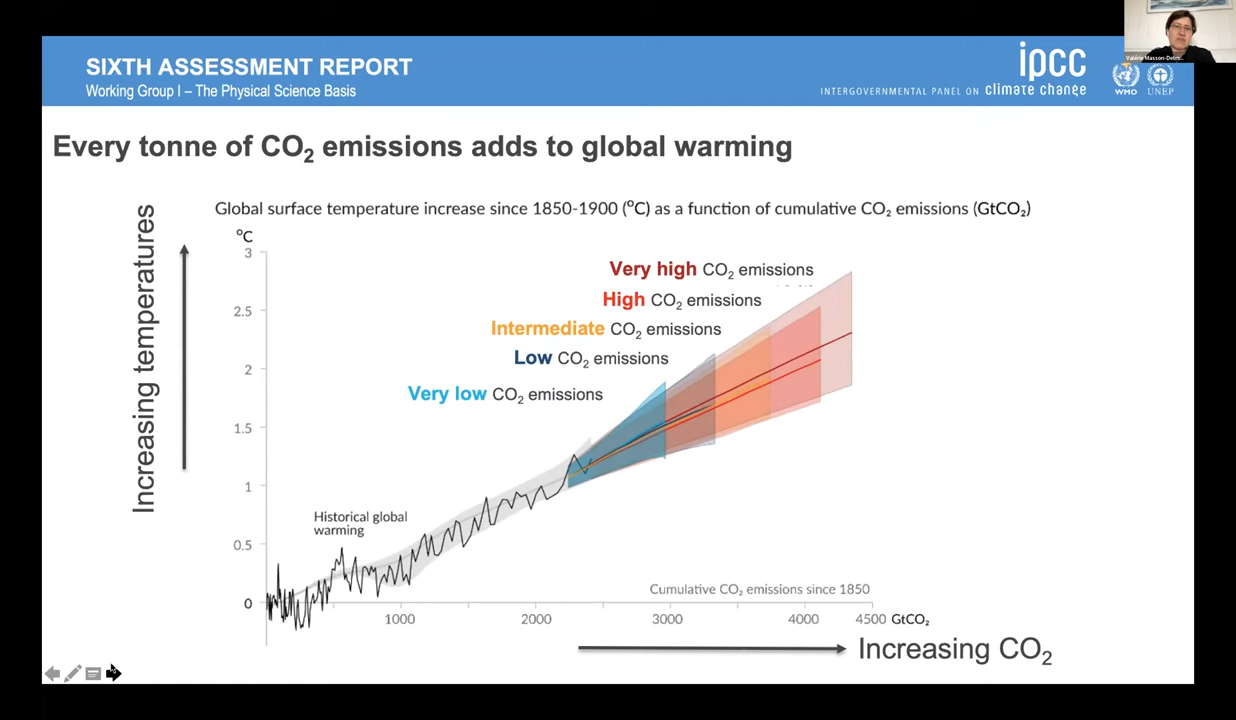 SIXTH ASSESSMENT REPORT
Working Group I – The Physical Science Basis
ipcc
INTERGOVERNMENTAL PANEL ON climate change
WMO
UNEP
Every tonne of CO₂ emissions adds to global warming
Increasing temperatures
Global surface temperature increase since 1850-1900 (°C) as a function of cumulative CO₂ emissions (GtCO₂)
°C
3
2.5
2
1.5
1
0.5
0
Very high CO₂ emissions
High CO₂ emissions
Intermediate CO₂ emissions
Low CO₂ emissions
Very low CO₂ emissions
Historical global
warming
Cumulative CO₂ emissions since 1850
1000
2000
3000
4000
4500 GtCO₂
Increasing CO₂